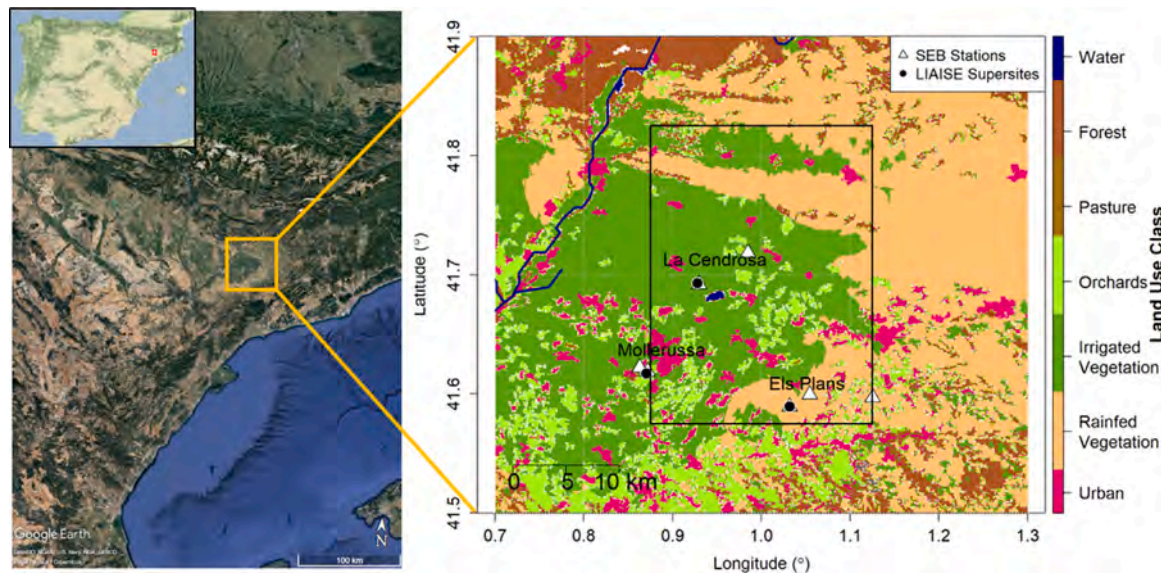 Google Earth
100 km
N
41.9
41.8
41.7
41.6
41.5
Latitude (°)
SEB Stations
LIAISE Supersites
La Cendrosa
Mollerussa
Els Plans
0 5 10 km
0.7 0.8 0.9 1.0 1.1 1.2 1.3
Longitude (°)
Water
Forest
Pasture
Orchards
Irrigated
Vegetation
Rainfed
Vegetation
Urban
Land Use Class